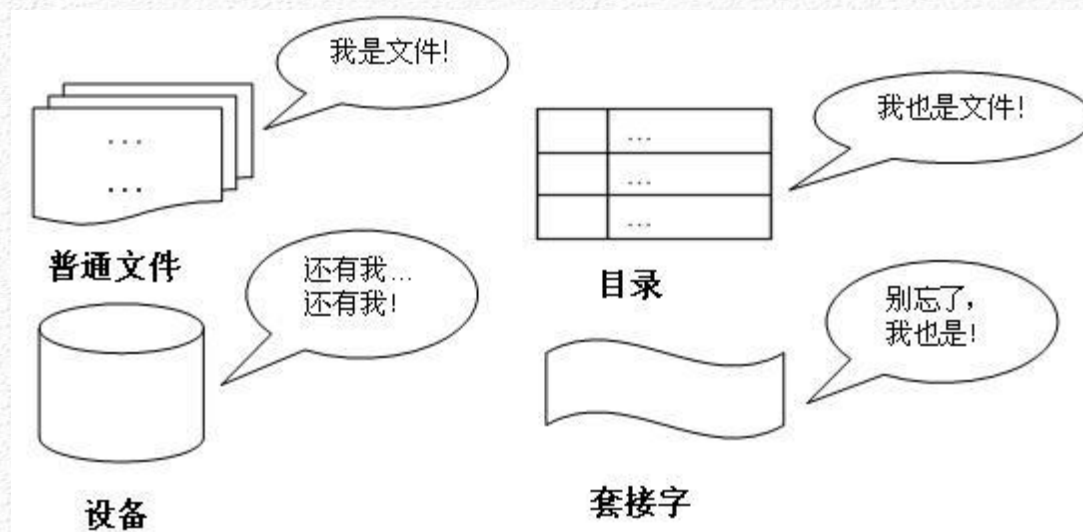 我是文件!
...
...
普通文件
我也是文件!
...
...
...
目录
还有我...
还有我!
设备
别忘了，
我也是!
套接字